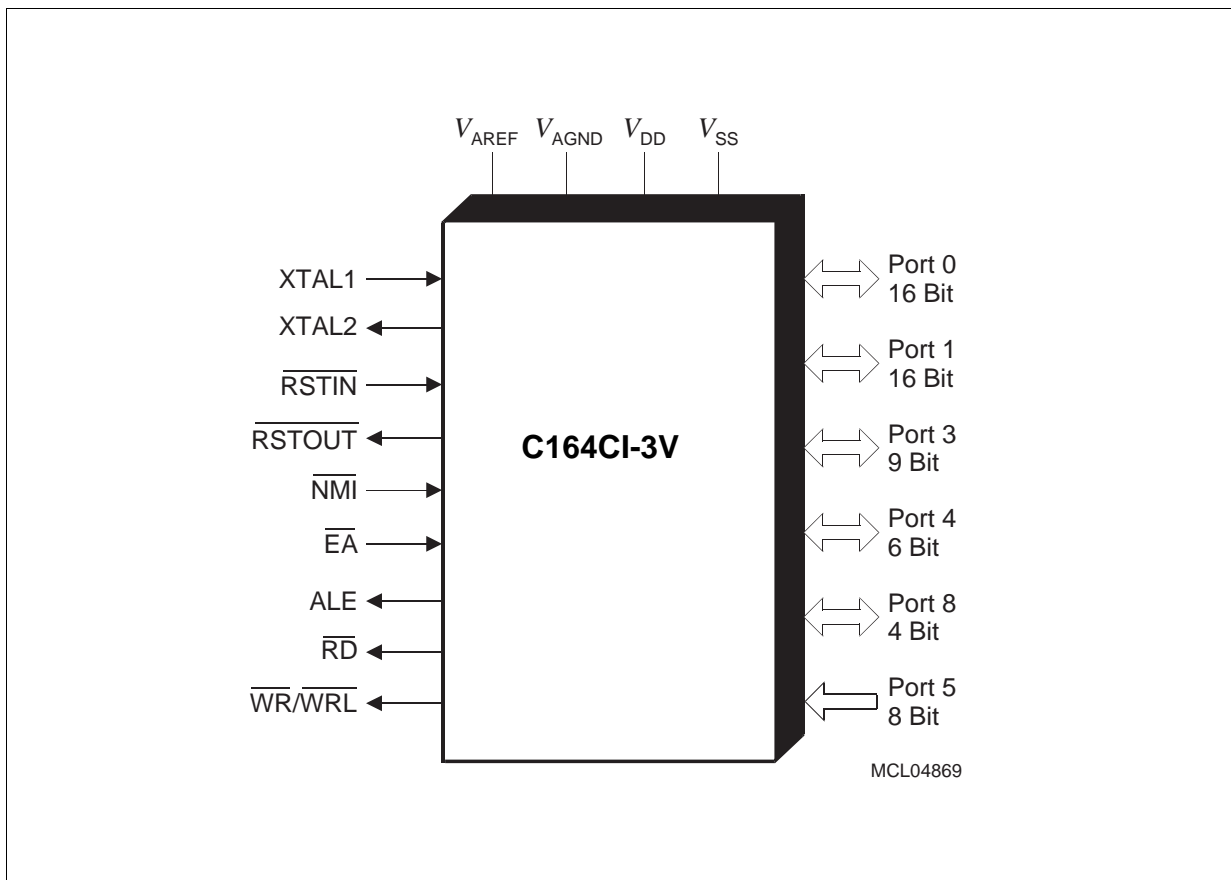 VAREF VAGND VDD VSS
XTAL1
XTAL2
RSTIN
RSTOUT
NMI
EA
ALE
RD
WR/WRL
C164CI-3V
Port 0
16 Bit
Port 1
16 Bit
Port 3
9 Bit
Port 4
6 Bit
Port 8
4 Bit
Port 5
8 Bit
MCL04869